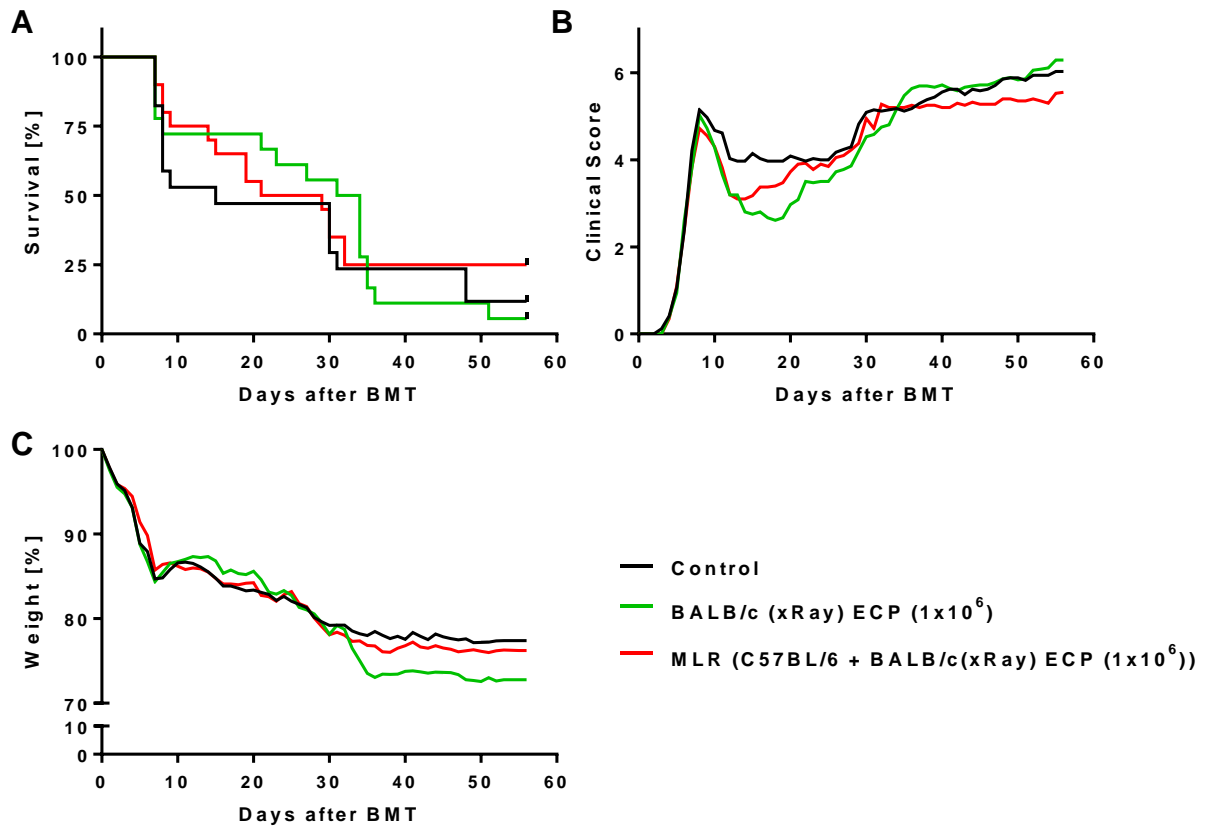 A
Survival [%]
100
75
50
25
0
0 10 20 30 40 50 60
Days after BMT
B
Clinical Score
6
4
2
0
0 10 20 30 40 50 60
Days after BMT
C
Weight [%]
100
90
80
70
10
0
0 10 20 30 40 50 60
Days after BMT
Control
BALB/c (xRay) ECP (1x10⁶)
MLR (C57BL/6 + BALB/c(xRay) ECP (1x10⁶))